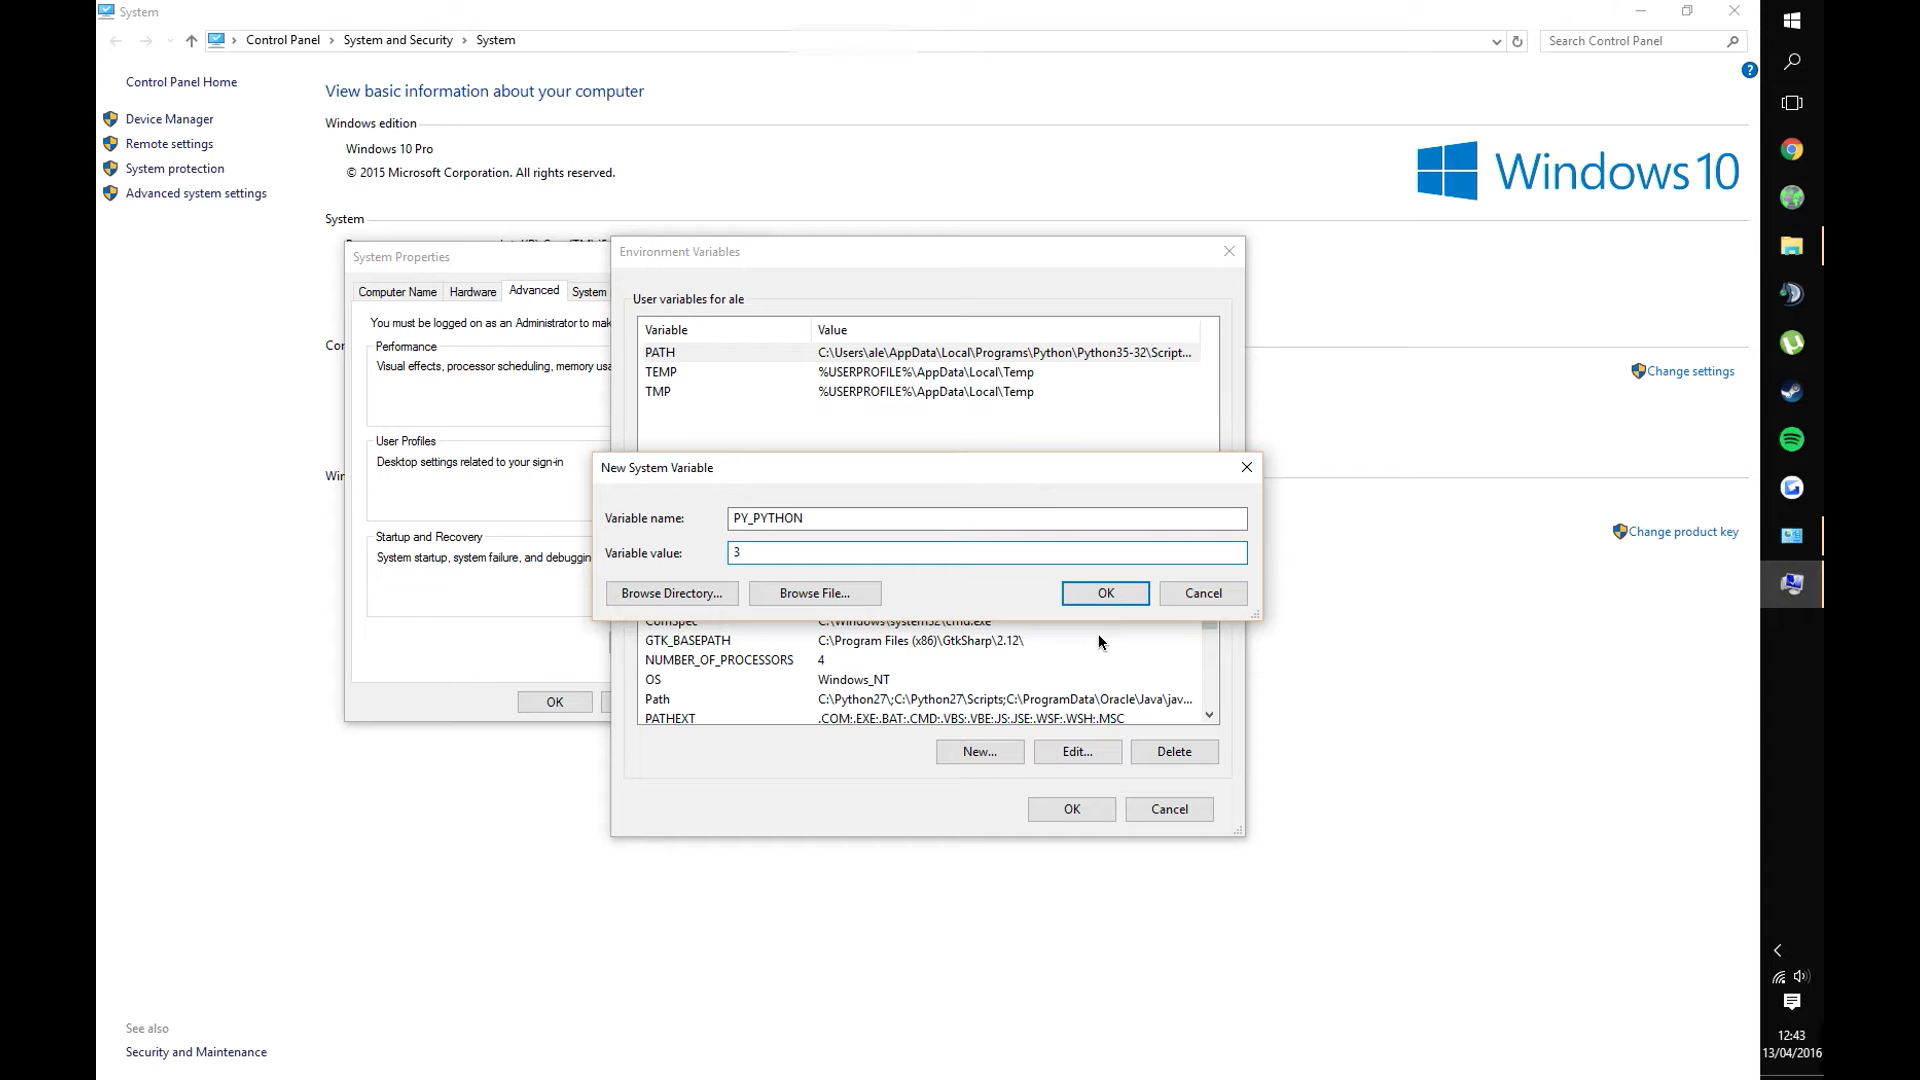 System
Control Panel
System and Security
System
Search Control Panel
Control Panel Home
Device Manager
Remote settings
System protection
Advanced system settings
View basic information about your computer
Windows edition
Windows 10 Pro
© 2015 Microsoft Corporation. All rights reserved.
Windows 10
System
System Properties
Computer Name
Hardware
Advanced
System
You must be logged on as an Administrator to mak
Performance
Visual effects, processor scheduling, memory usa
User Profiles
Desktop settings related to your sign-in
Startup and Recovery
System startup, system failure, and debuggin
OK
Cor
Win
Environment Variables
User variables for ale
Variable Value
PATH C:\Users\ale\AppData\Local\Programs\Python\Python35-32\Script...
TEMP %USERPROFILE%\AppData\Local\Temp
TMP %USERPROFILE%\AppData\Local\Temp
New System Variable
Variable name: PY_PYTHON
Variable value: 3
Browse Directory...
Browse File...
OK
Cancel
ComSpec C:\Windows\system32\cmd.exe
GTK_BASEPATH C:\Program Files (x86)\GtkSharp\2.12\
NUMBER_OF_PROCESSORS 4
OS Windows_NT
Path C:\Python27\;C:\Python27\Scripts;C:\ProgramData\Oracle\Java\jav...
PATHEXT .COM;.EXE;.BAT;.CMD;.VBS;.VBE;.JS;.JSE;.WSF;.WSH;.MSC
New...
Edit...
Delete
OK
Cancel
Change settings
Change product key
See also
Security and Maintenance
12:43
13/04/2016